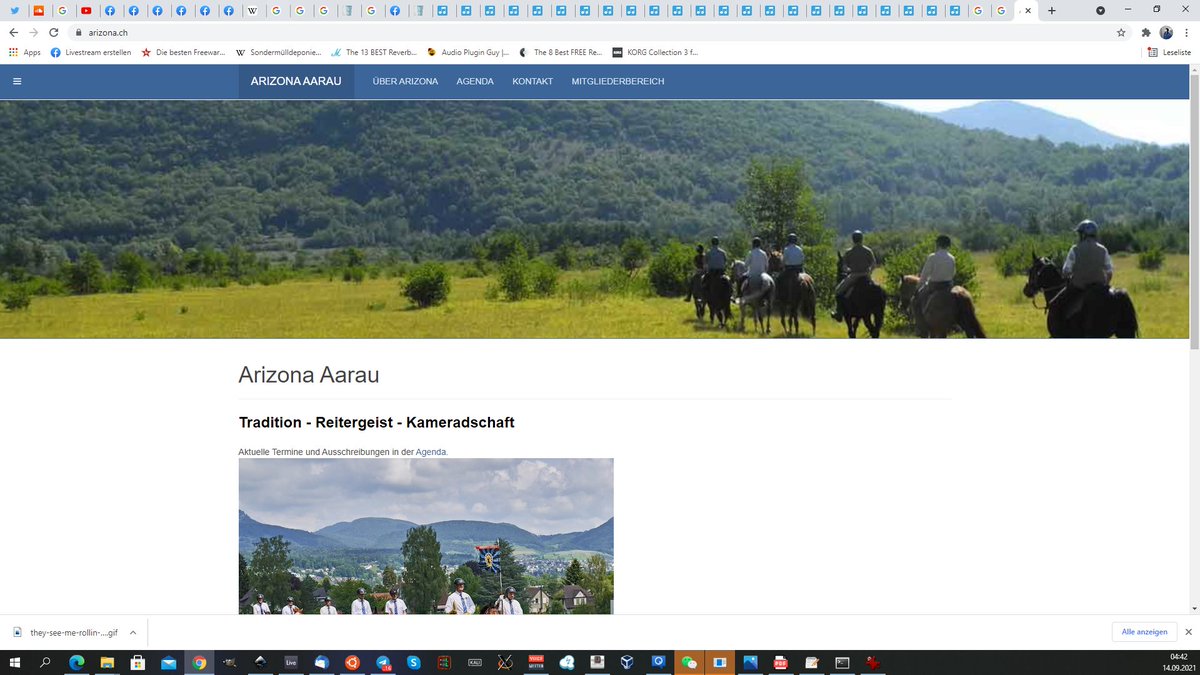 arizona.ch
Apps Livestream erstellen Die besten Freewar... Sondermülldeponie... The 13 BEST Reverb... Audio Plugin Guy |... The 8 Best FREE Re... KORG Collection 3 f... Leseliste
ARIZONA AARAU ÜBER ARIZONA AGENDA KONTAKT MITGLIEDERBEREICH
Arizona Aarau
Tradition - Reitergeist - Kameradschaft
Aktuelle Termine und Ausschreibungen in der Agenda.
they-see-me-rollin-....gif Alle anzeigen
Live
04:42
14.09.2021